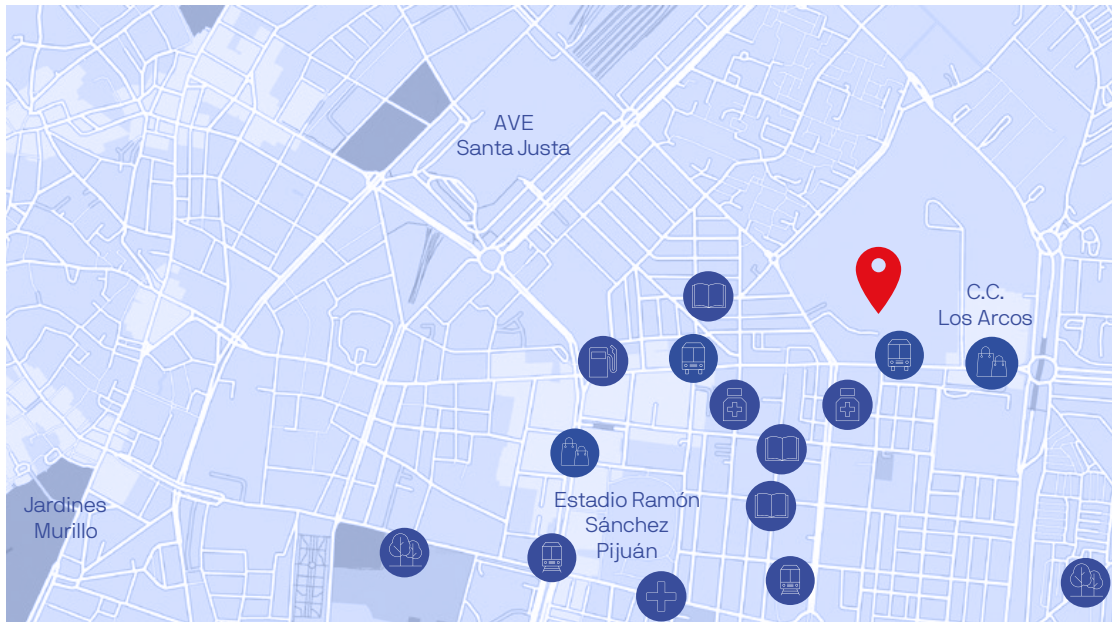 AVE
Santa Justa
C.C.
Los Arcos
Jardines
Murillo
Estadio Ramón
Sánchez
Pijuán